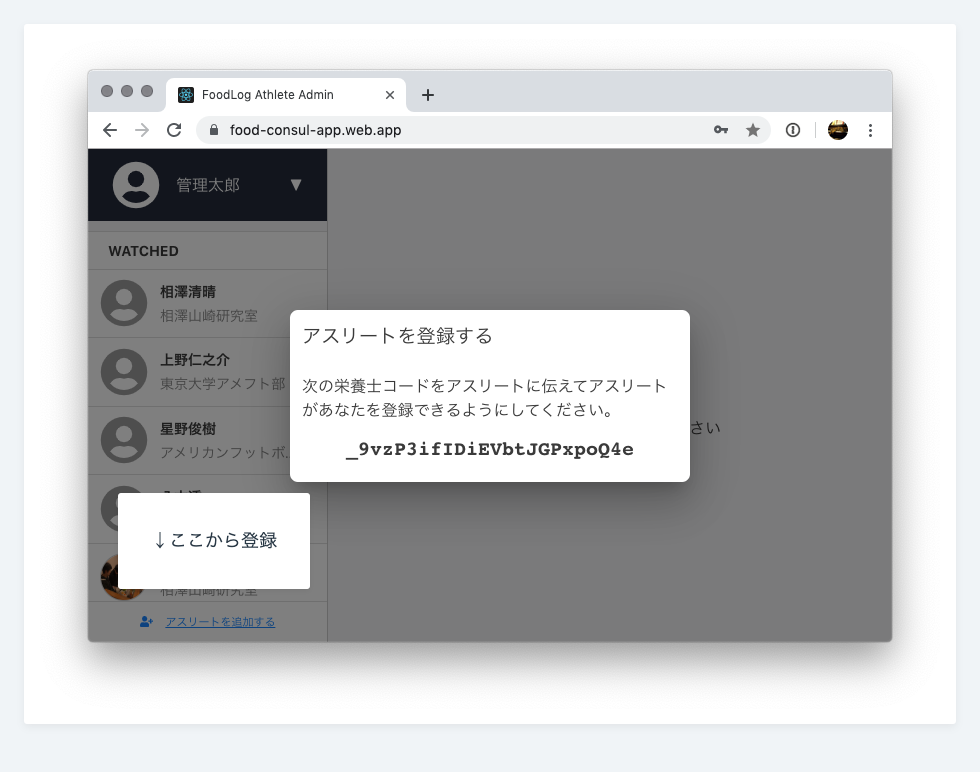 FoodLog Athlete Admin
food-consul-app.web.app
管理太郎
WATCHED
相澤清晴
相澤山崎研究室
上野仁之介
東京大学アメフト部
星野俊樹
アメリカンフットボ
アスリートを登録する
次の栄養士コードをアスリートに伝えてアスリート
があなたを登録できるようにしてください。
_9vzP3ifIDiEVbtJGPxpoQ4e
さい
↓ここから登録
相澤山崎研究室
アスリートを追加する